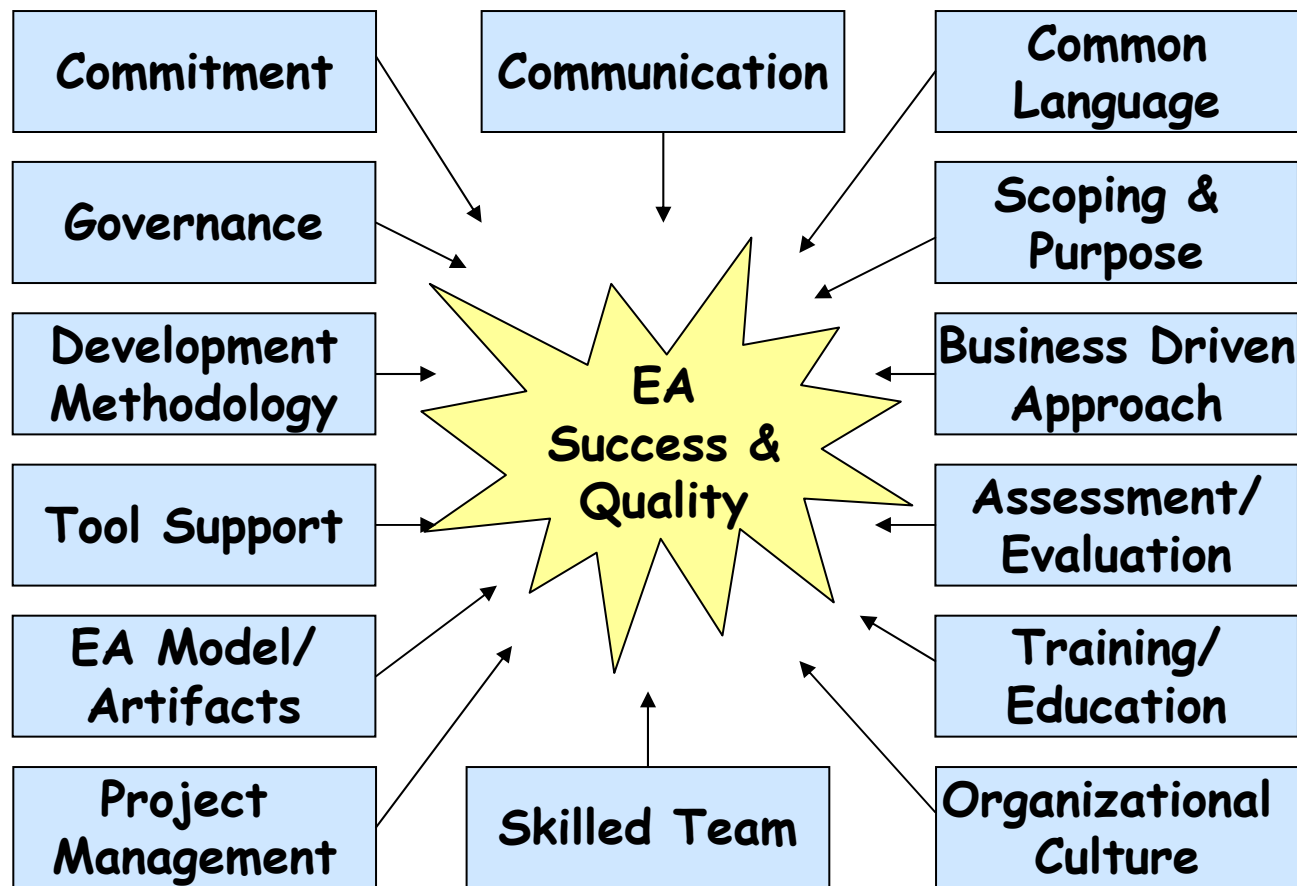 Commitment
Communication
Common
Language
Governance
Scoping &
Purpose
Development
Methodology
EA
Success &
Quality
Business Driven
Approach
Tool Support
Assessment/
Evaluation
EA Model/
Artifacts
Training/
Education
Project
Management
Skilled Team
Organizational
Culture